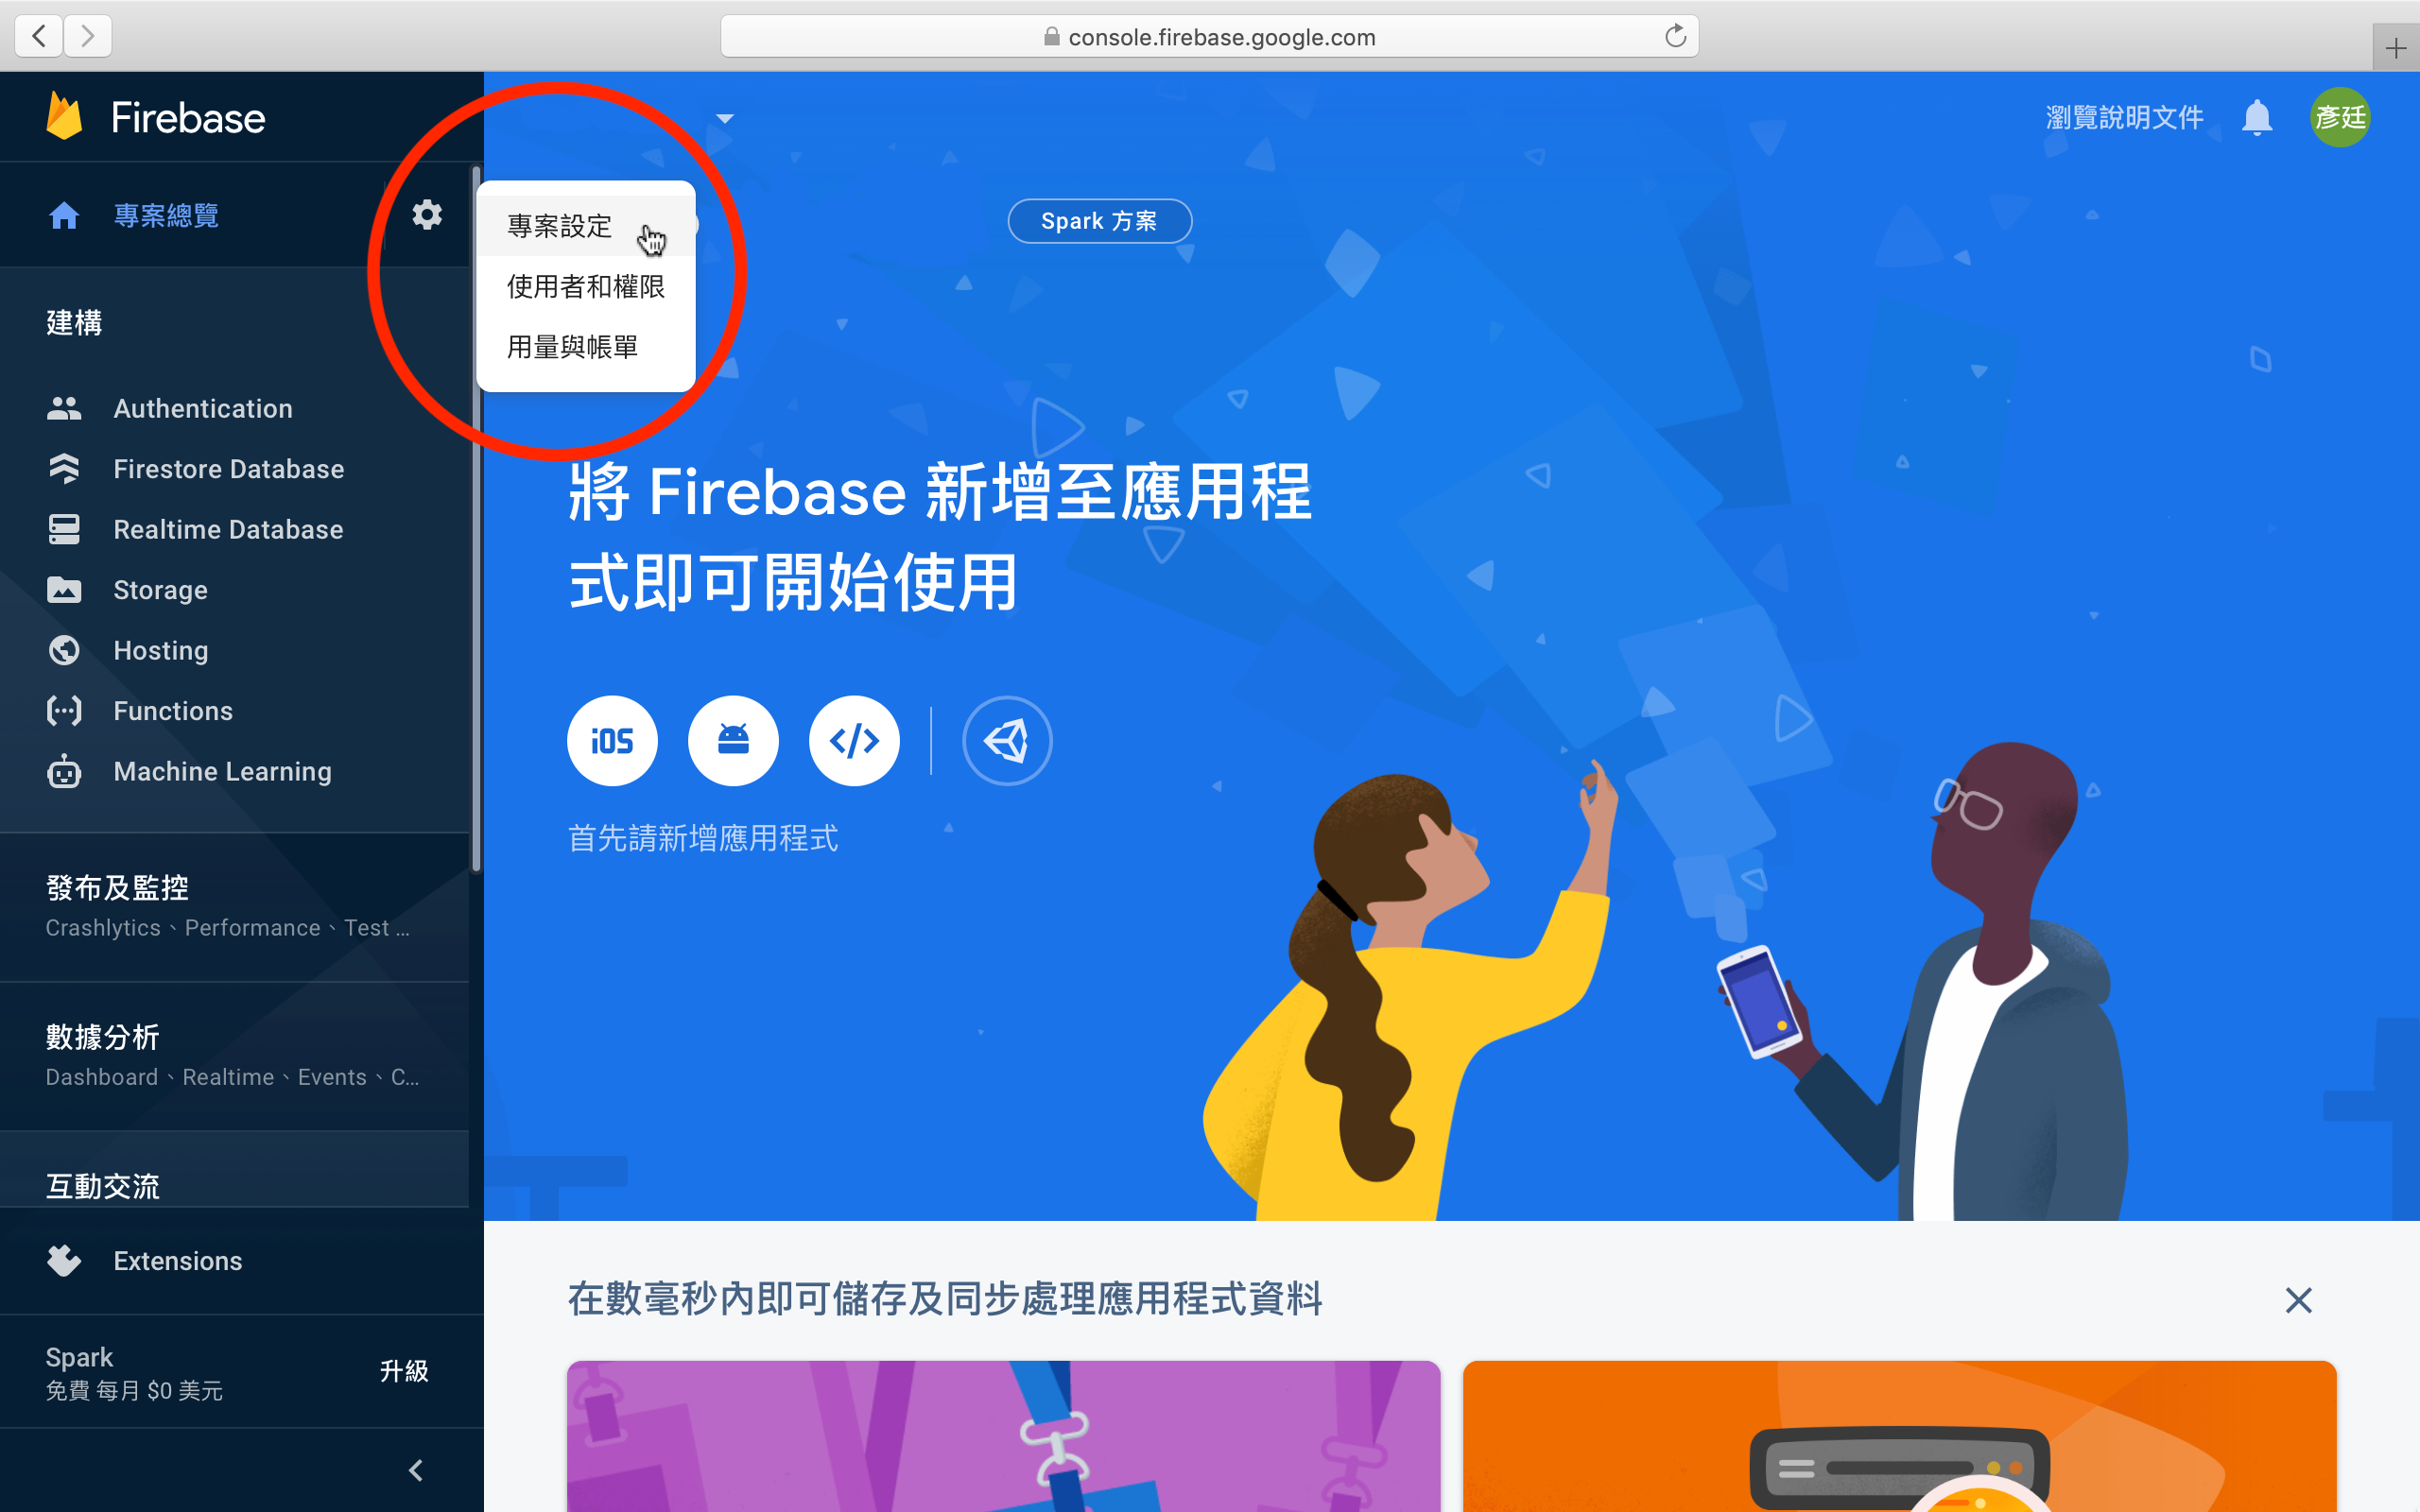 console.firebase.google.com
Firebase
瀏覽說明文件
彥廷
專案總覽
專案設定
使用者和權限
用量與帳單
Spark 方案
建構
Authentication
Firestore Database
Realtime Database
Storage
Hosting
Functions
Machine Learning
發布及監控
Crashlytics、Performance、Test ...
數據分析
Dashboard、Realtime、Events、C...
互動交流
Extensions
Spark
免費 每月 $0 美元
升級
將 Firebase 新增至應用程
式即可開始使用
iOS
首先請新增應用程式
在數毫秒內即可儲存及同步處理應用程式資料